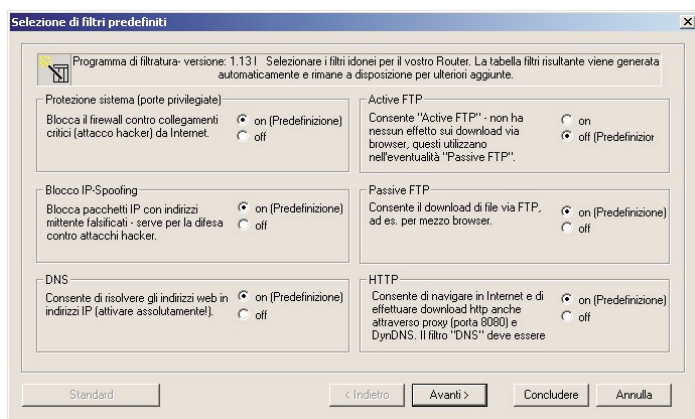 Selezione di filtri predefiniti
Programma di filtratura- versione: 1.13 I Selezionare i filtri idonei per il vostro Router. La tabella filtri risultante viene generata
automaticamente e rimane a disposizione per ulteriori aggiunte.
Protezione sistema (porte privilegiate)
Blocca il firewall contro collegamenti
critici (attacco hacker) da Internet.
on (Predefinizione)
off
Active FTP
Consente "Active FTP" - non ha
nessun effetto sui download via
browser, questi utilizzano
nell'eventualità "Passive FTP".
on
off (Predefinizior
Blocco IP-Spoofing
Blocca pacchetti IP con indirizzi
mittente falsificati - serve per la difesa
contro attacchi hacker.
on (Predefinizione)
off
Passive FTP
Consente il download di file via FTP,
ad es. per mezzo browser.
on (Predefinizione)
off
DNS
Consente di risolvere gli indirizzi web in
indirizzi IP (attivare assolutamente!).
on (Predefinizione)
off
HTTP
Consente di navigare in Internet e di
effettuare download http anche
attraverso proxy (porta 8080) e
DynDNS. Il filtro "DNS" deve essere
on (Predefinizione)
off
Standard
< Indietro
Avanti >
Concludere
Annulla